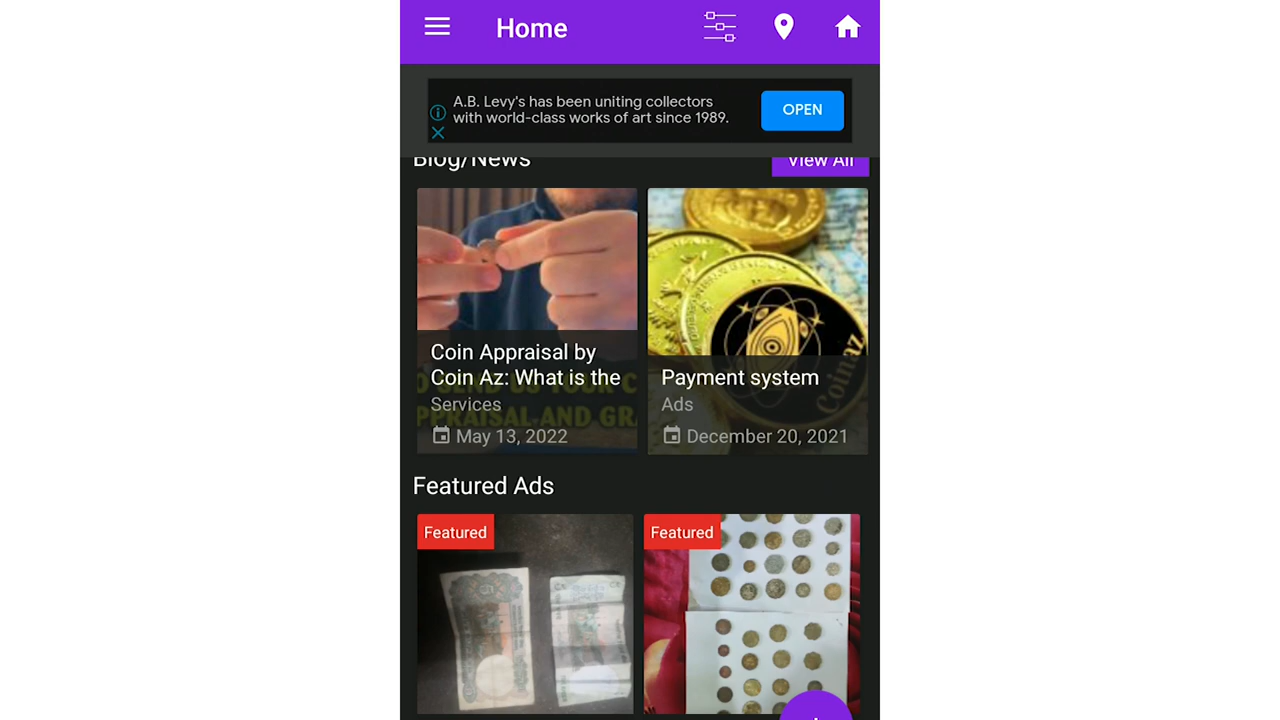 Home
A.B. Levy's has been uniting collectors
with world-class works of art since 1989.
OPEN
Blog/News
View All
Coin Appraisal by
Coin Az: What is the
Services
May 13, 2022
Payment system
Ads
December 20, 2021
Coinaz
Featured Ads
Featured
Featured